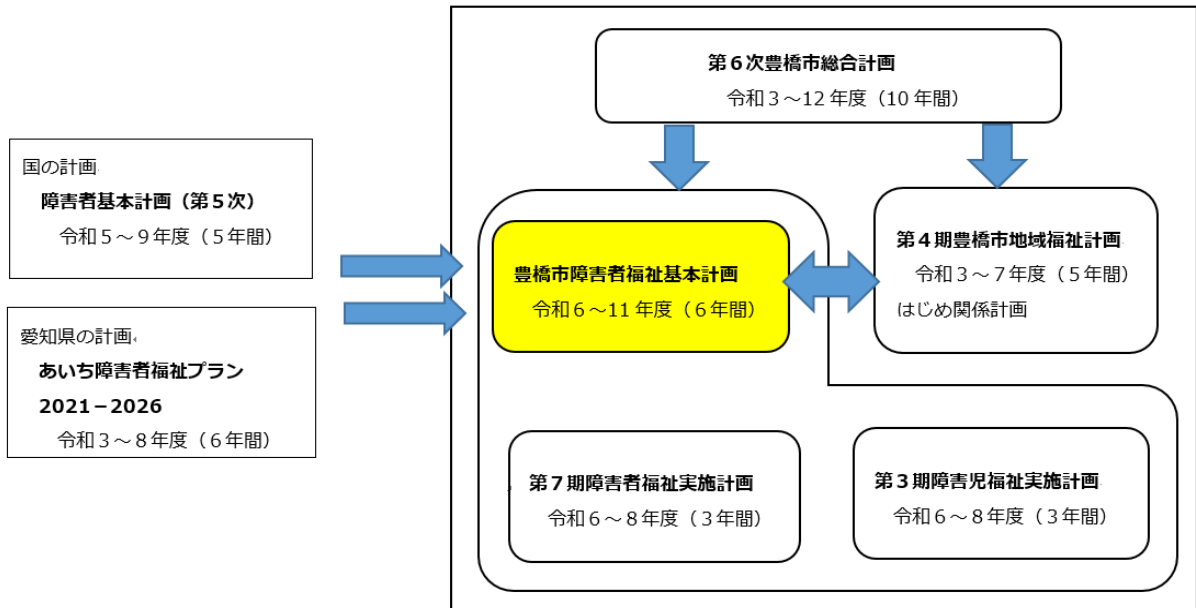 第６次豊橋市総合計画
令和３～12年度（10年間）
国の計画
障害者基本計画（第５次）
令和５～９年度（５年間）
愛知県の計画
あいち障害者福祉プラン
2021－2026
令和３～８年度（６年間）
豊橋市障害者福祉基本計画
令和６～11年度（６年間）
第４期豊橋市地域福祉計画
令和３～７年度（５年間）
はじめ関係計画
第７期障害者福祉実施計画
令和６～８年度（３年間）
第３期障害児福祉実施計画
令和６～８年度（３年間）